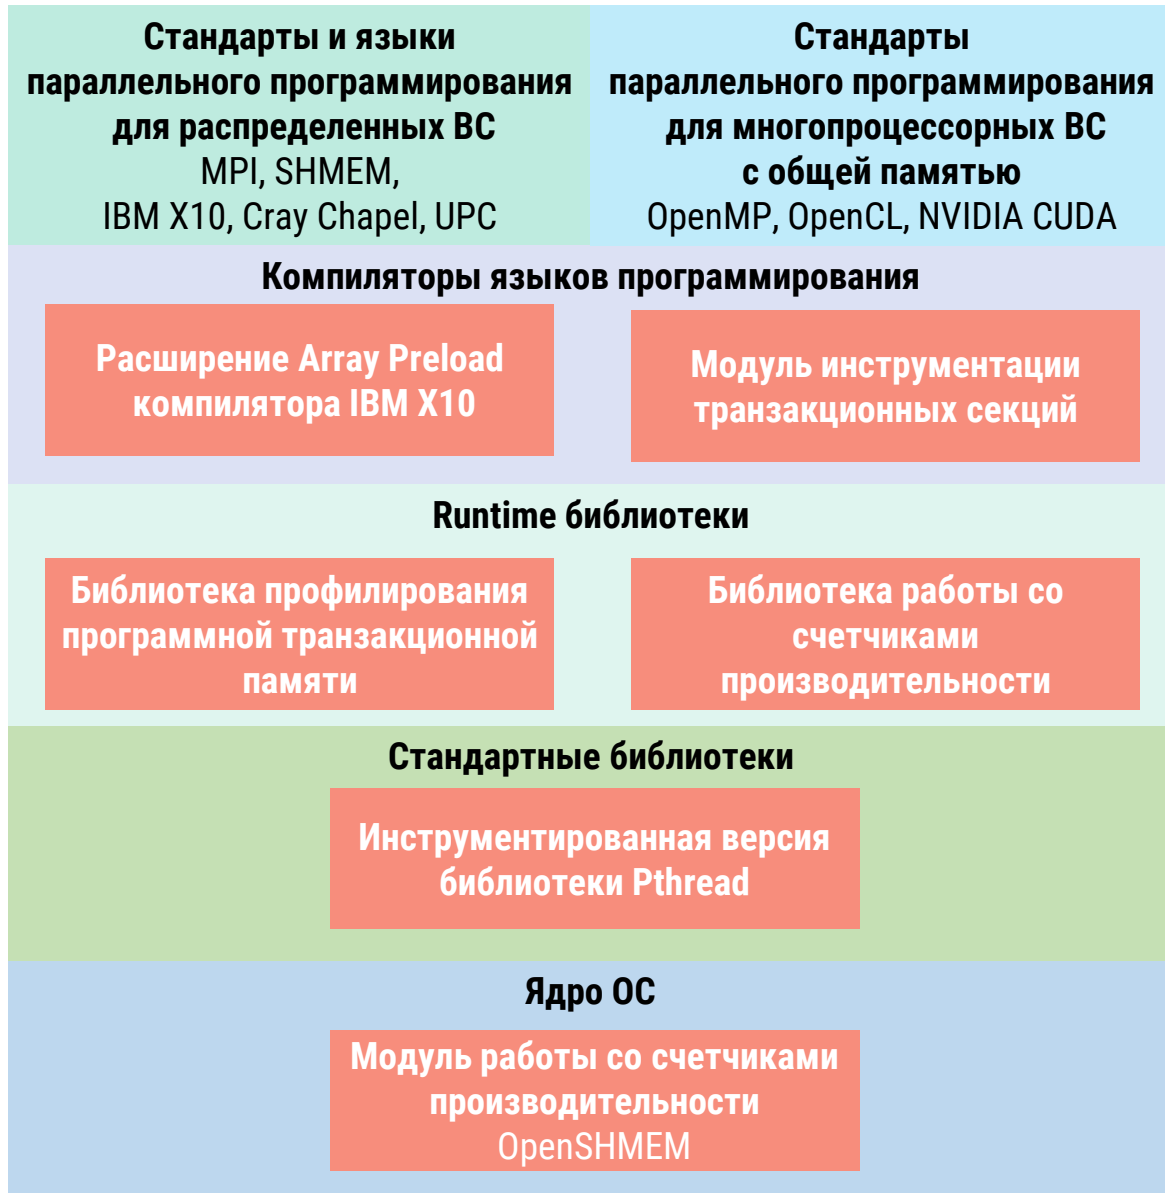 Стандарты и языки
параллельного программирования
для распределенных ВС
MPI, SHMEM,
IBM X10, Cray Chapel, UPC
Стандарты
параллельного программирования
для многопроцессорных ВС
с общей памятью
OpenMP, OpenCL, NVIDIA CUDA
Компиляторы языков программирования
Расширение Array Preload
компилятора IBM X10
Модуль инструментации
транзакционных секций
Runtime библиотеки
Библиотека профилирования
программной транзакционной
памяти
Библиотека работы со
счетчиками
производительности
Стандартные библиотеки
Инструментированная версия
библиотеки Pthread
Ядро ОС
Модуль работы со счетчиками
производительности
OpenSHMEM